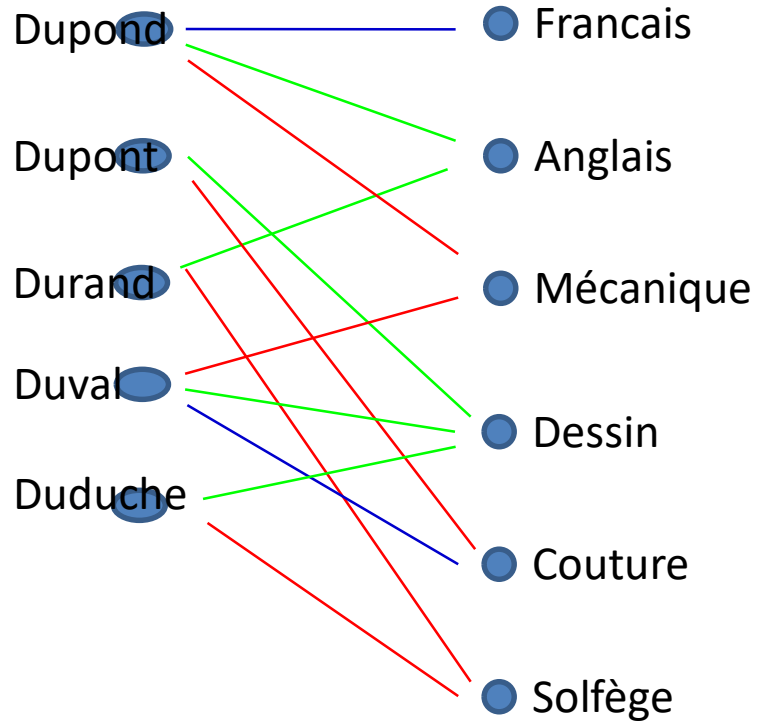 Dupond
Francais
Dupont
Anglais
Durand
Mécanique
Duval
Dessin
Duduche
Couture
Solfège